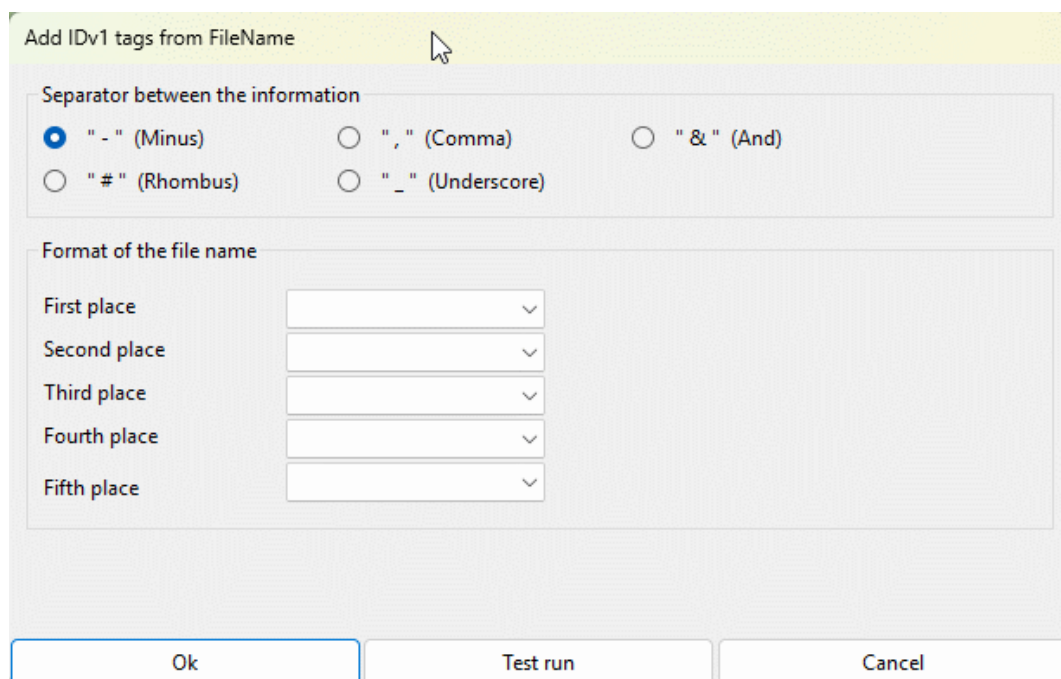 Add IDv1 tags from FileName
Separator between the information
" - " (Minus)   " , " (Comma)   " & " (And)
" # " (Rhombus)   " _ " (Underscore)
Format of the file name
First place
Second place
Third place
Fourth place
Fifth place
Ok   Test run   Cancel